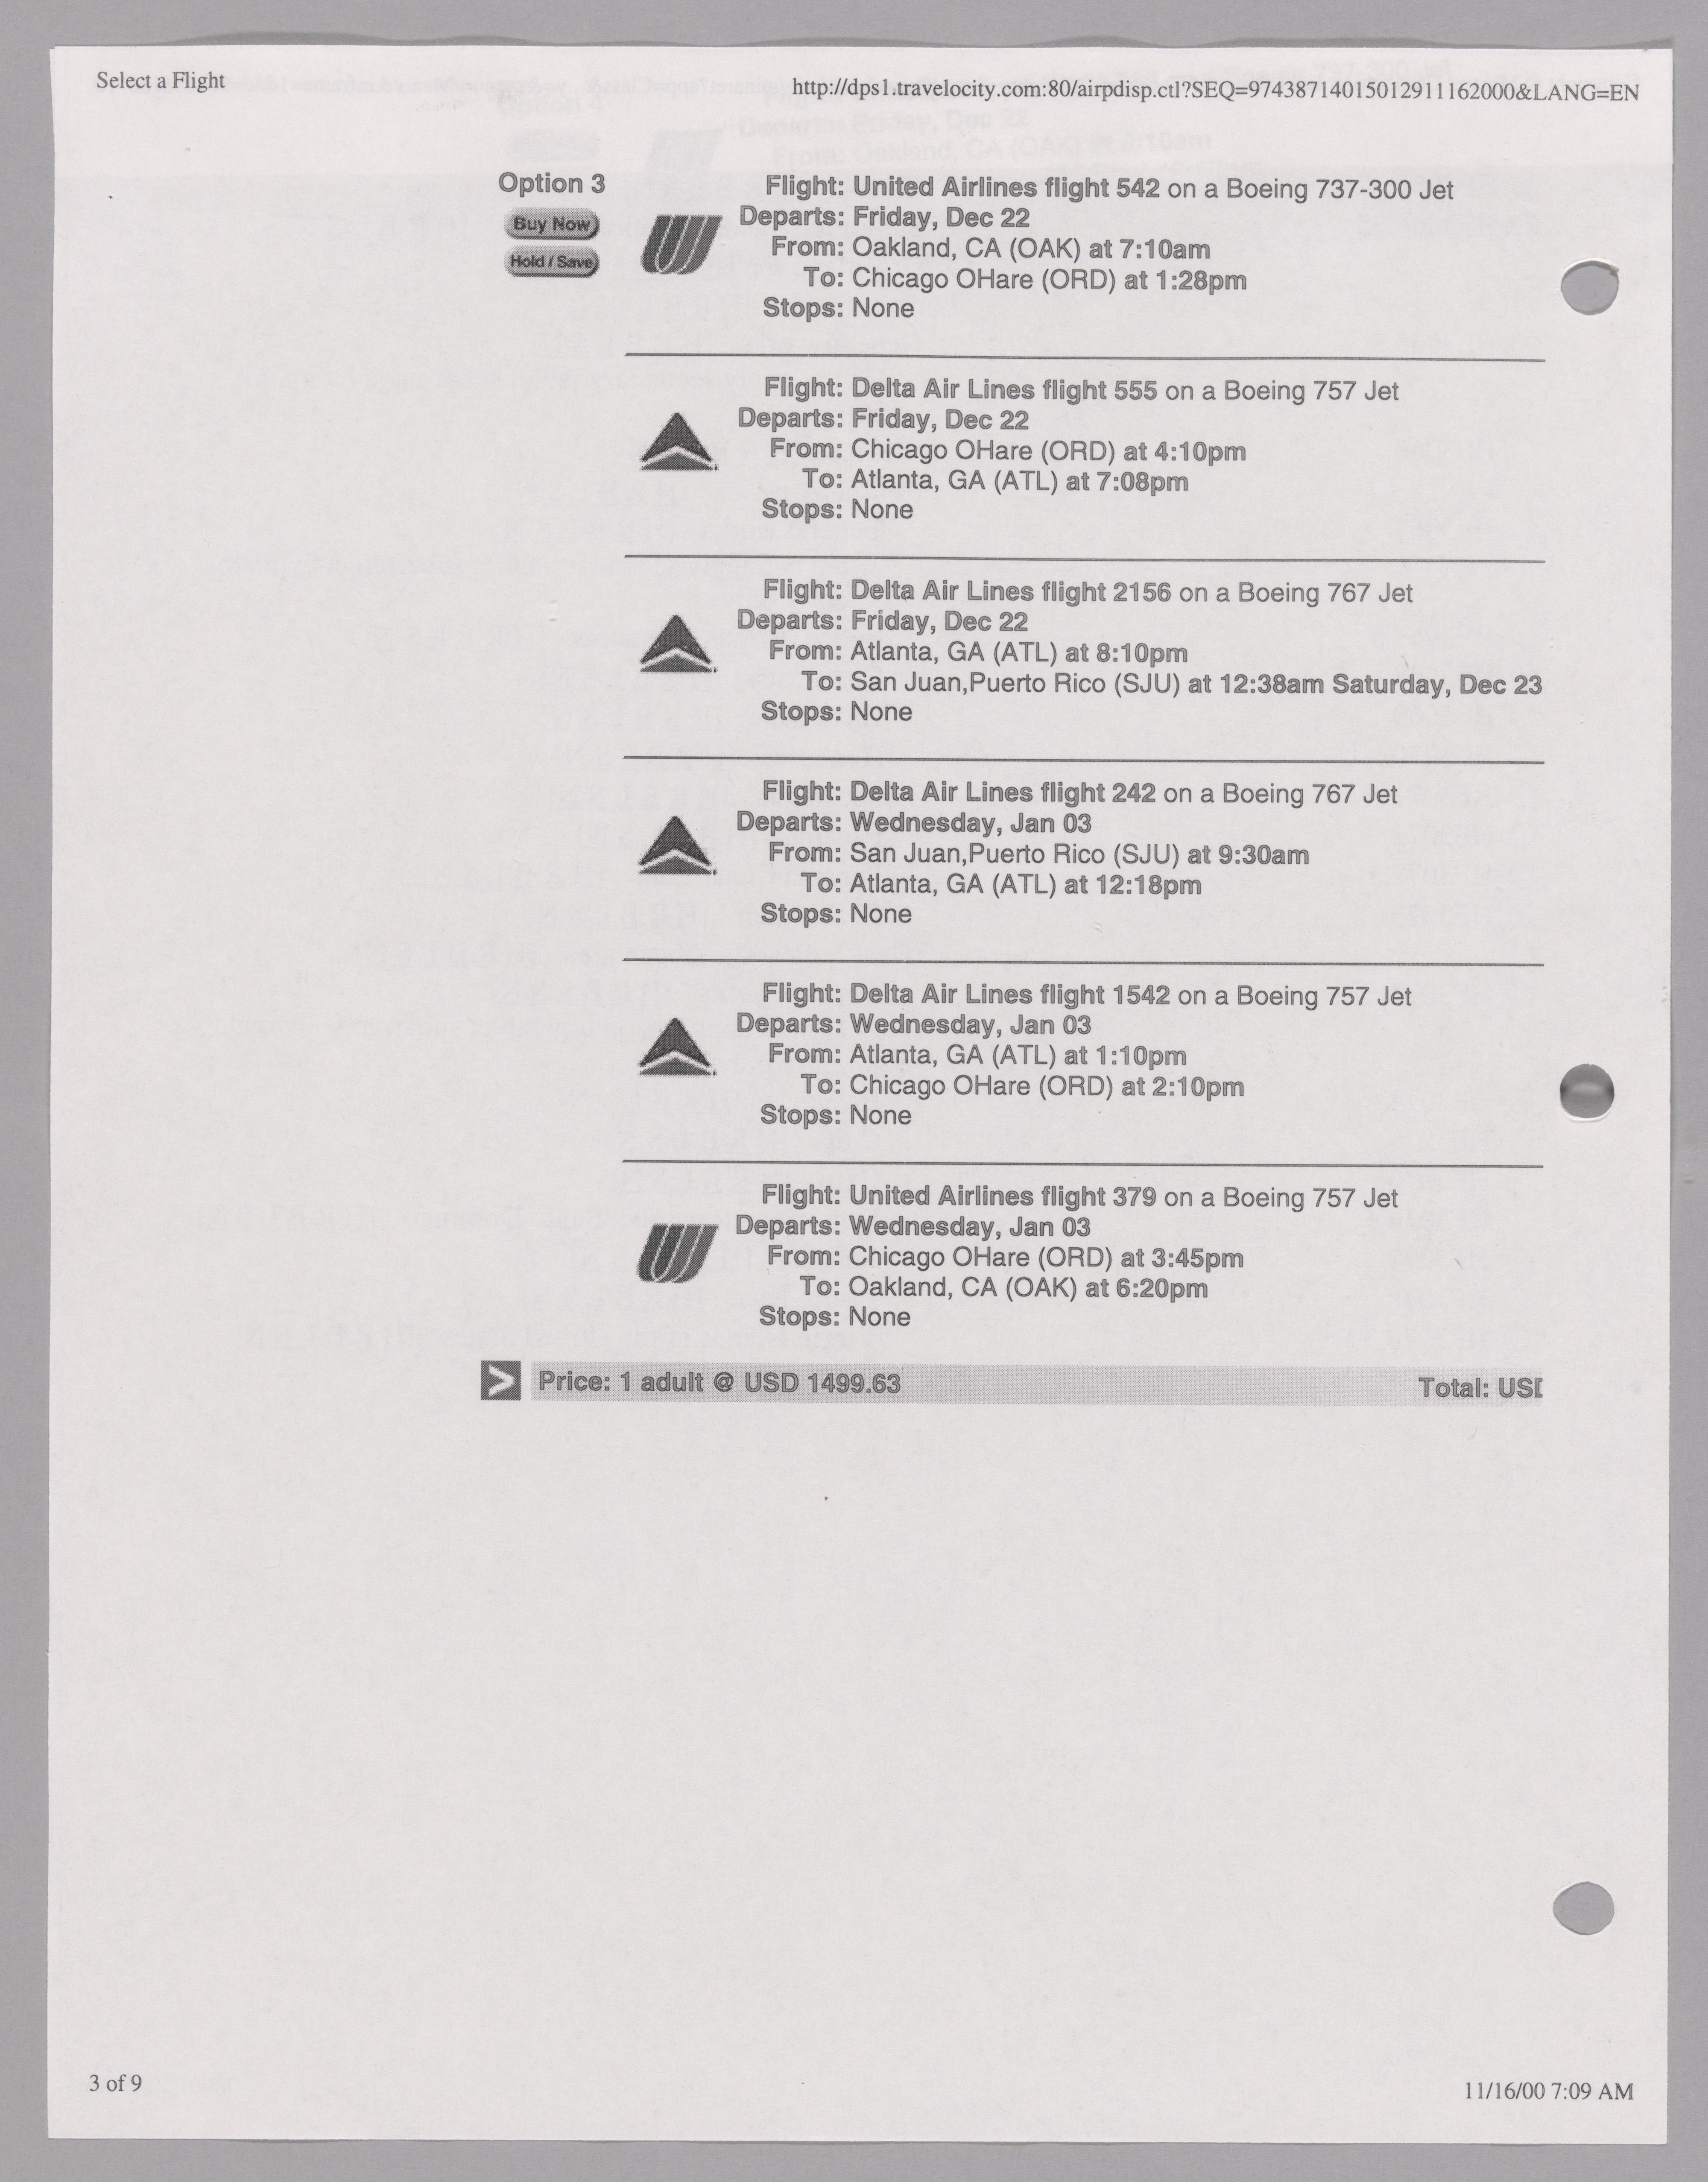 Select a Flight
http://dps1.travelocity.com:80/airpdisp.ctl?SEQ=97438714015012911162000&LANG=EN
Option 3
Buy Now
Hold / Save
Flight: United Airlines flight 542 on a Boeing 737-300 Jet
Departs: Friday, Dec 22
From: Oakland, CA (OAK) at 7:10am
To: Chicago OHare (ORD) at 1:28pm
Stops: None
Flight: Delta Air Lines flight 555 on a Boeing 757 Jet
Departs: Friday, Dec 22
From: Chicago OHare (ORD) at 4:10pm
To: Atlanta, GA (ATL) at 7:08pm
Stops: None
Flight: Delta Air Lines flight 2156 on a Boeing 767 Jet
Departs: Friday, Dec 22
From: Atlanta, GA (ATL) at 8:10pm
To: San Juan,Puerto Rico (SJU) at 12:38am Saturday, Dec 23
Stops: None
Flight: Delta Air Lines flight 242 on a Boeing 767 Jet
Departs: Wednesday, Jan 03
From: San Juan,Puerto Rico (SJU) at 9:30am
To: Atlanta, GA (ATL) at 12:18pm
Stops: None
Flight: Delta Air Lines flight 1542 on a Boeing 757 Jet
Departs: Wednesday, Jan 03
From: Atlanta, GA (ATL) at 1:10pm
To: Chicago OHare (ORD) at 2:10pm
Stops: None
Flight: United Airlines flight 379 on a Boeing 757 Jet
Departs: Wednesday, Jan 03
From: Chicago OHare (ORD) at 3:45pm
To: Oakland, CA (OAK) at 6:20pm
Stops: None
Price: 1 adult @ USD 1499.63
Total:
3 of 9
11/16/00 7:09 AM